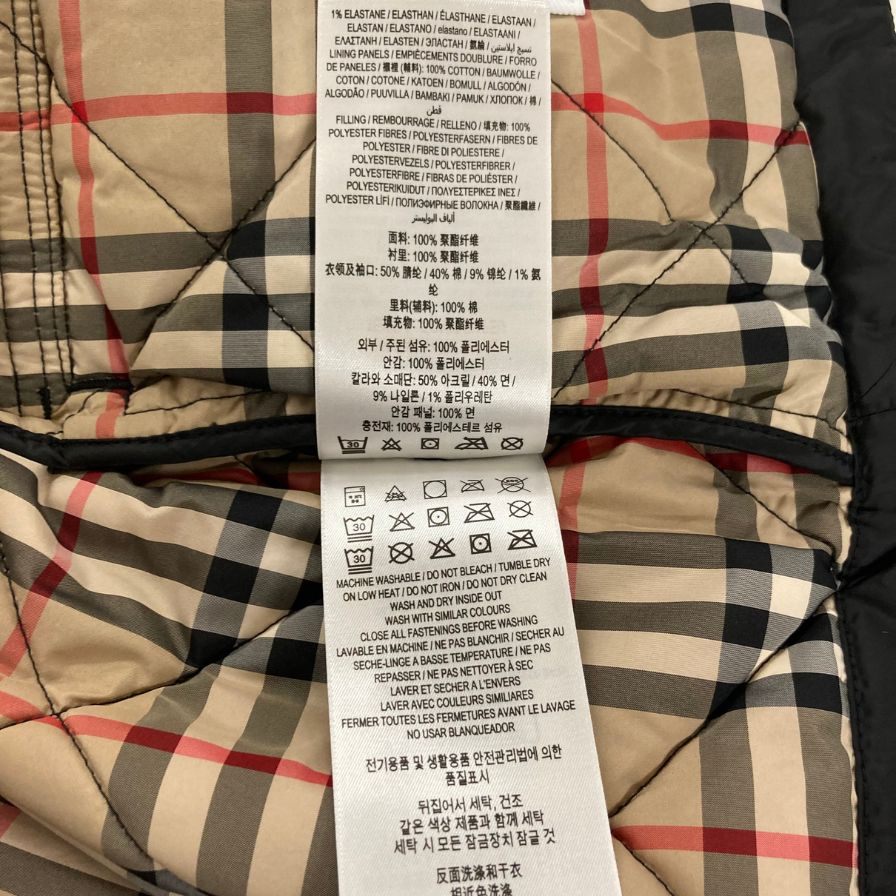 1% ELASTANE / ELASTHAN / ÉLASTHANE / ELASTAAN /
ELASTAN / ELASTANO / elastano / ELASTAANI /
ΕΛΑΣΤΑΝΗ / ELASTEN / ЭЛАСТАН / 氨綸 / نسيج إيلاستين
LINING PANELS / EMPIÈCEMENTS DOUBLURE / FORRO
DE PANELES / 襯裡 (輔料): 100% COTTON / BAUMWOLLE /
COTON / COTONE / KATOEN / BOMULL / ALGODÓN /
ALGODÃO / PUUVILLA / BAMBAKI / PAMUK / ХЛОПОК / 棉 /
قطن
FILLING / REMBOURRAGE / RELLENO / 填充物: 100%
POLYESTER FIBRES / POLYESTERFASERN / FIBRES DE
POLYESTER / FIBRE DI POLIESTERE /
POLYESTERVEZELS / POLYESTERFIBRER /
POLYESTERFIBRE / FIBRAS DE POLIÉSTER /
POLYESTERIKUIDUT / ΠΟΛΥΕΣΤΕΡΙΚΕΣ ΙΝΕΣ /
POLYESTER LİFİ / ПОЛИЭФИРНЫЕ ВОЛОКНА / 聚酯纖維 /
ألياف البوليستر
面料: 100% 聚酯纤维
衬里: 100% 聚酯纤维
衣领及袖口: 50% 腈纶 / 40% 棉 / 9% 锦纶 / 1% 氨
纶
里料(辅料): 100% 棉
填充物: 100% 聚酯纤维
외부 / 주된 섬유: 100% 폴리에스터
안감: 100% 폴리에스터
칼라와 소매단: 50% 아크릴 / 40% 면 /
9% 나일론 / 1% 폴리우레탄
안감 패널: 100% 면
충전재: 100% 폴리에스테르 섬유
30
30
30
MACHINE WASHABLE / DO NOT BLEACH / TUMBLE DRY
ON LOW HEAT / DO NOT IRON / DO NOT DRY CLEAN
WASH AND DRY INSIDE OUT
WASH WITH SIMILAR COLOURS
CLOSE ALL FASTENINGS BEFORE WASHING
LAVABLE EN MACHINE / NE PAS BLANCHIR / SECHER AU
SECHE-LINGE A BASSE TEMPERATURE / NE PAS
REPASSER / NE PAS NETTOYER À SEC
LAVER ET SECHER A L'ENVERS
LAVER AVEC COULEURS SIMILIARES
FERMER TOUTES LES FERMETURES AVANT LE LAVAGE
NO USAR BLANQUEADOR
전기용품 및 생활용품 안전관리법에 의한
품질표시
뒤집어서 세탁, 건조
같은 색상 제품과 함께 세탁
세탁 시 모든 잠금장치 잠글 것
反面洗涤和干衣
相近色洗涤